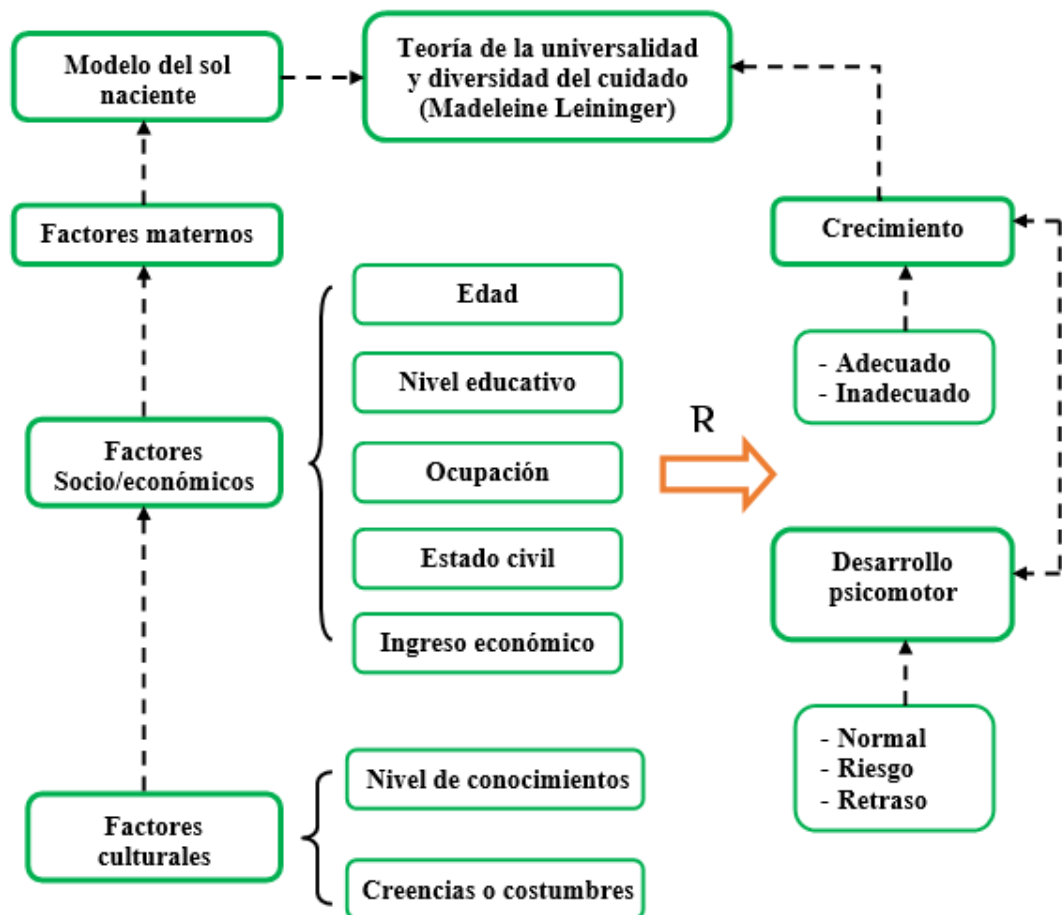 Modelo del sol
naciente
Teoría de la universalidad
y diversidad del cuidado
(Madeleine Leininger)
Factores maternos
Crecimiento
Edad
- Adecuado
- Inadecuado
Nivel educativo
R
Factores
Socio/económicos
Ocupación
Estado civil
Desarrollo
psicomotor
Ingreso económico
- Normal
- Riesgo
- Retraso
Nivel de conocimientos
Factores
culturales
Creencias o costumbres